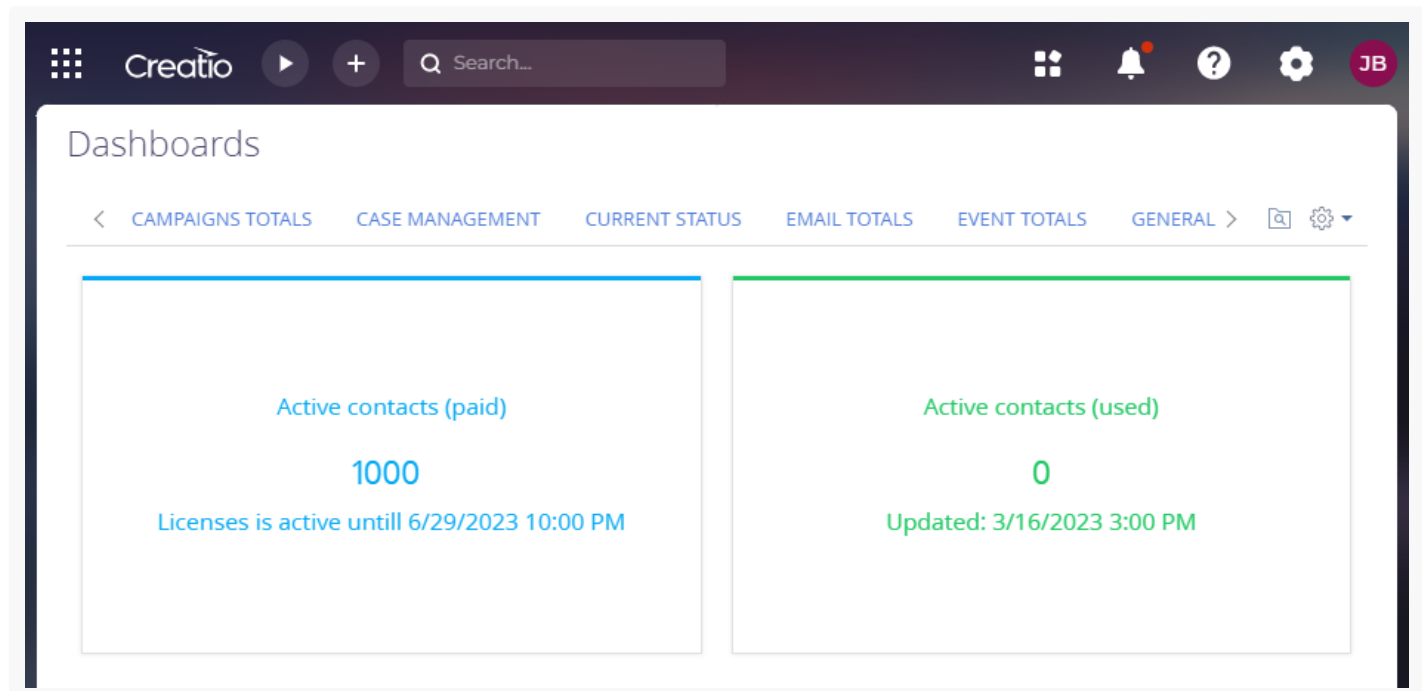 Creatio Search... JB
Dashboards
CAMPAIGNS TOTALS CASE MANAGEMENT CURRENT STATUS EMAIL TOTALS EVENT TOTALS GENERAL
Active contacts (paid)
1000
Licenses is active untill 6/29/2023 10:00 PM
Active contacts (used)
0
Updated: 3/16/2023 3:00 PM